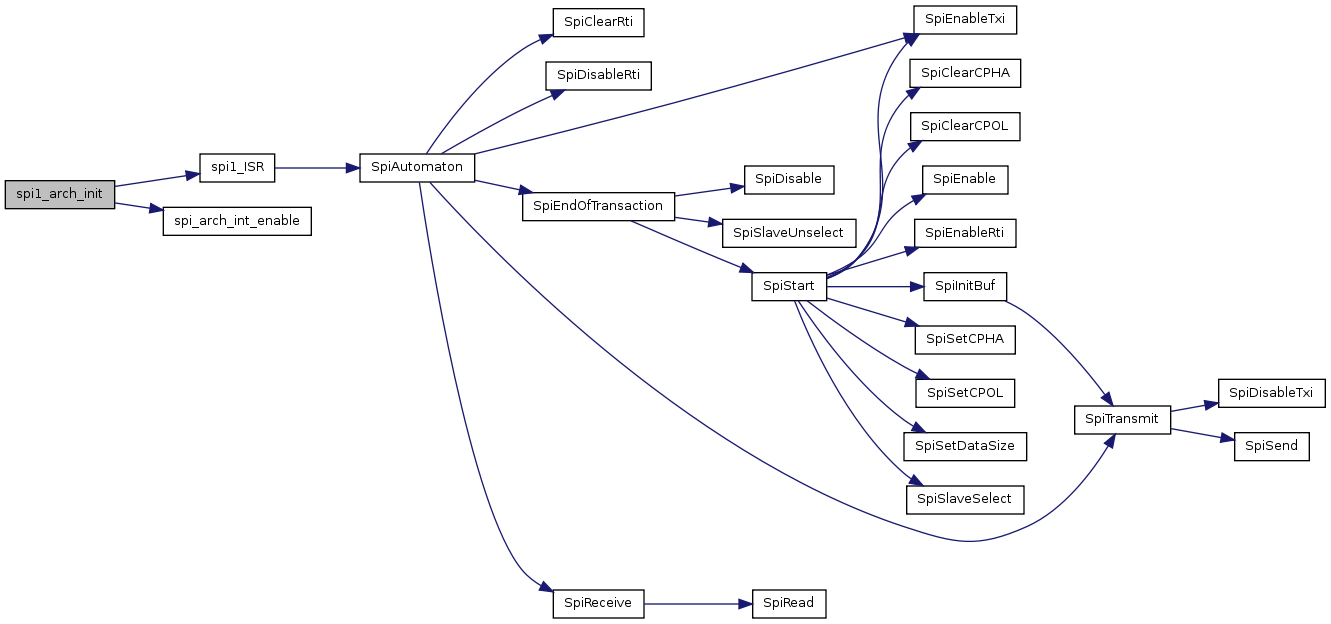 spi1_arch_init
spi1_ISR
spi_arch_int_enable
SpiAutomaton
SpiClearRti
SpiDisableRti
SpiEndOfTransaction
SpiReceive
SpiDisable
SpiSlaveUnselect
SpiStart
SpiRead
SpiEnableTxi
SpiClearCPHA
SpiClearCPOL
SpiEnable
SpiEnableRti
SpiInitBuf
SpiSetCPHA
SpiSetCPOL
SpiSetDataSize
SpiSlaveSelect
SpiTransmit
SpiDisableTxi
SpiSend